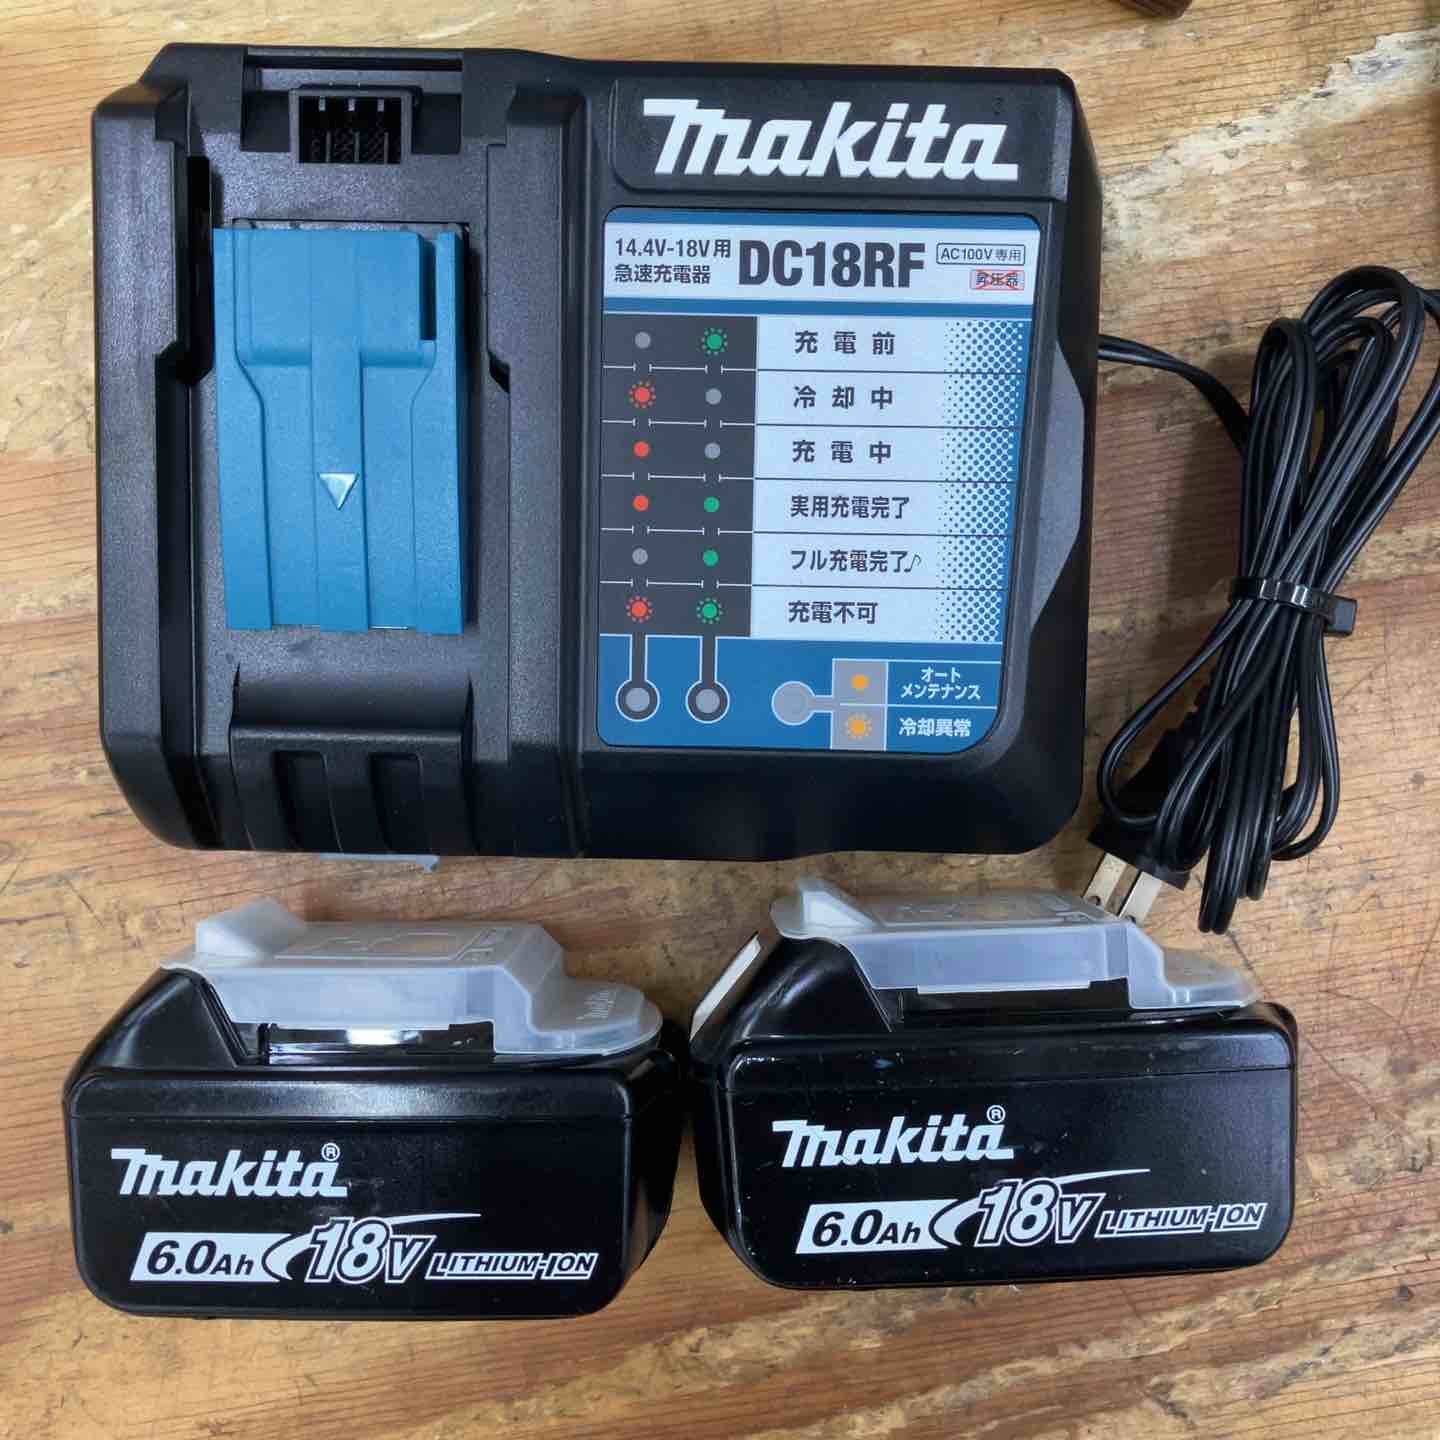 makita
14.4V-18V用
急速充電器
DC18RF
AC100V専用
昇圧器
充電前
冷却中
充電中
実用充電完了
フル充電完了♪
充電不可
オート
メンテナンス
冷却異常
makita®
6.0Ah 18V LITHIUM-ION
makita®
6.0Ah 18V LITHIUM-ION